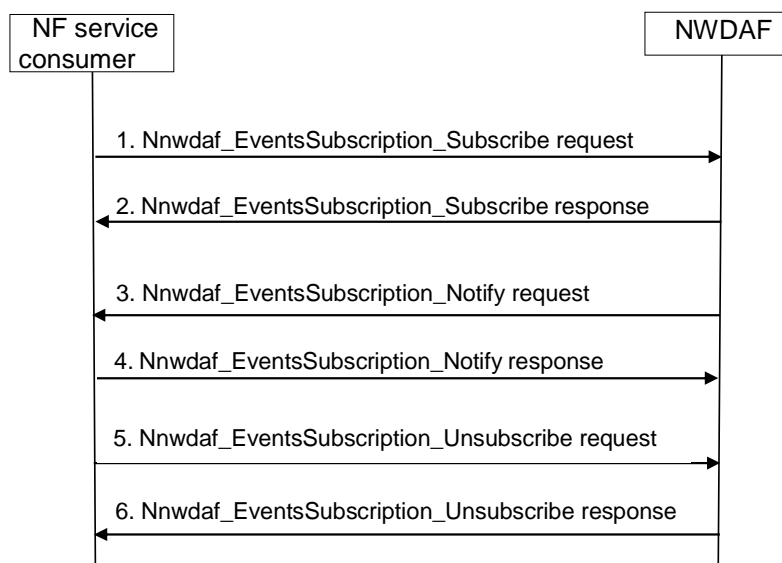 NF service
consumer
NWDAF
1. Nnwdaf_EventsSubscription_Subscribe request
2. Nnwdaf_EventsSubscription_Subscribe response
3. Nnwdaf_EventsSubscription_Notify request
4. Nnwdaf_EventsSubscription_Notify response
5. Nnwdaf_EventsSubscription_Unsubscribe request
6. Nnwdaf_EventsSubscription_Unsubscribe response